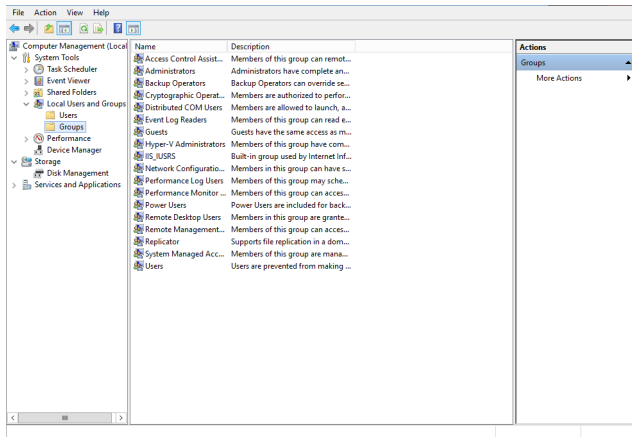 File Action View Help
Computer Management (Local
System Tools
Task Scheduler
Event Viewer
Shared Folders
Local Users and Groups
Users
Groups
Performance
Device Manager
Storage
Disk Management
Services and Applications
Name Description
Access Control Assist... Members of this group can remot...
Administrators Administrators have complete an...
Backup Operators Backup Operators can override se...
Cryptographic Operat... Members are authorized to perfor...
Distributed COM Users Members are allowed to launch, a...
Event Log Readers Members of this group can read e...
Guests Guests have the same access as m...
Hyper-V Administrators Members of this group have com...
IIS_IUSRS Built-in group used by Internet Inf...
Network Configuratio... Members in this group can have s...
Performance Log Users Members of this group may sche...
Performance Monitor ... Members of this group can acces...
Power Users Power Users are included for back...
Remote Desktop Users Members in this group are grante...
Remote Management... Members of this group can acces...
Replicator Supports file replication in a dom...
System Managed Acc... Members of this group are mana...
Users Users are prevented from making ...
Actions
Groups
More Actions